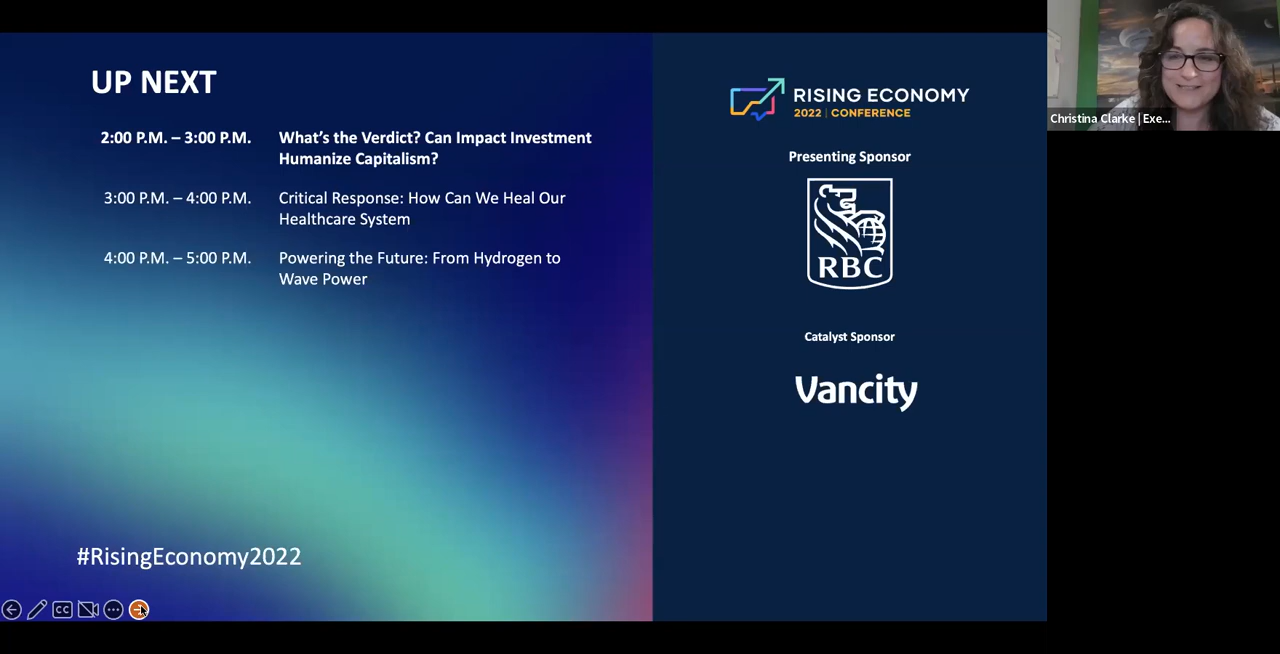 UP NEXT
2:00 P.M. – 3:00 P.M. What's the Verdict? Can Impact Investment
Humanize Capitalism?
3:00 P.M. – 4:00 P.M. Critical Response: How Can We Heal Our
Healthcare System
4:00 P.M. – 5:00 P.M. Powering the Future: From Hydrogen to
Wave Power
#RisingEconomy2022
CC
RISING ECONOMY
2022 | CONFERENCE
Presenting Sponsor
RBC
Catalyst Sponsor
Vancity
Christina Clarke | Exe...